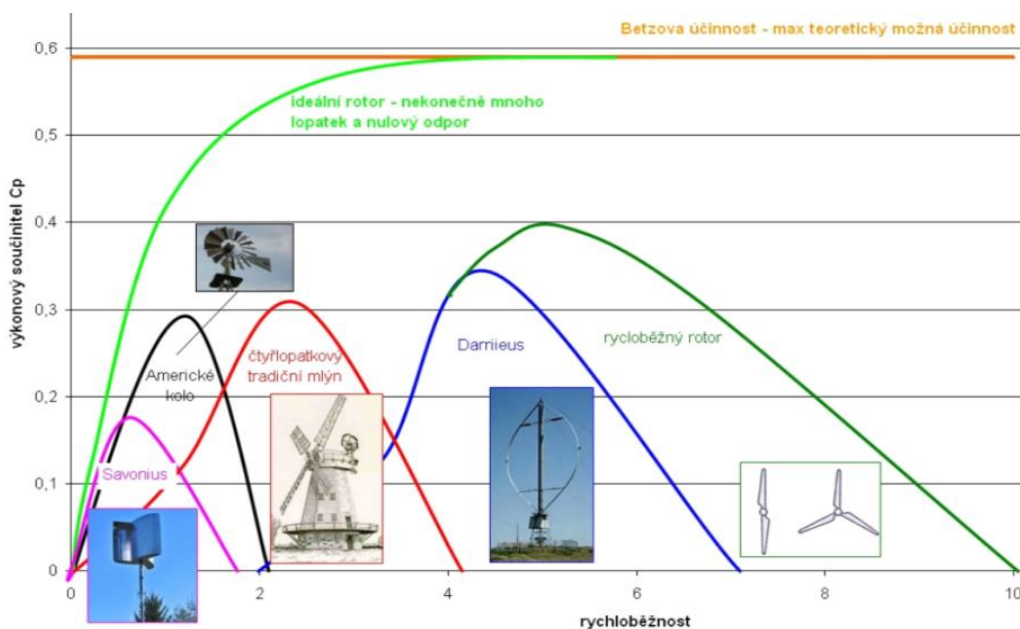 Betzova účinnost - max teoretický možná účinnost
0,6
ideální rotor - nekonečně mnoho
lopatek a nulový odpor
0,5
výkonový součinitel Cp
0,4
0,3
rycloběžný rotor
čtyřlopatkový
tradiční mlýn
Darriieus
Americké
kolo
0,2
Savonius
0,1
0
0
2
4
6
8
10
rychloběžnost